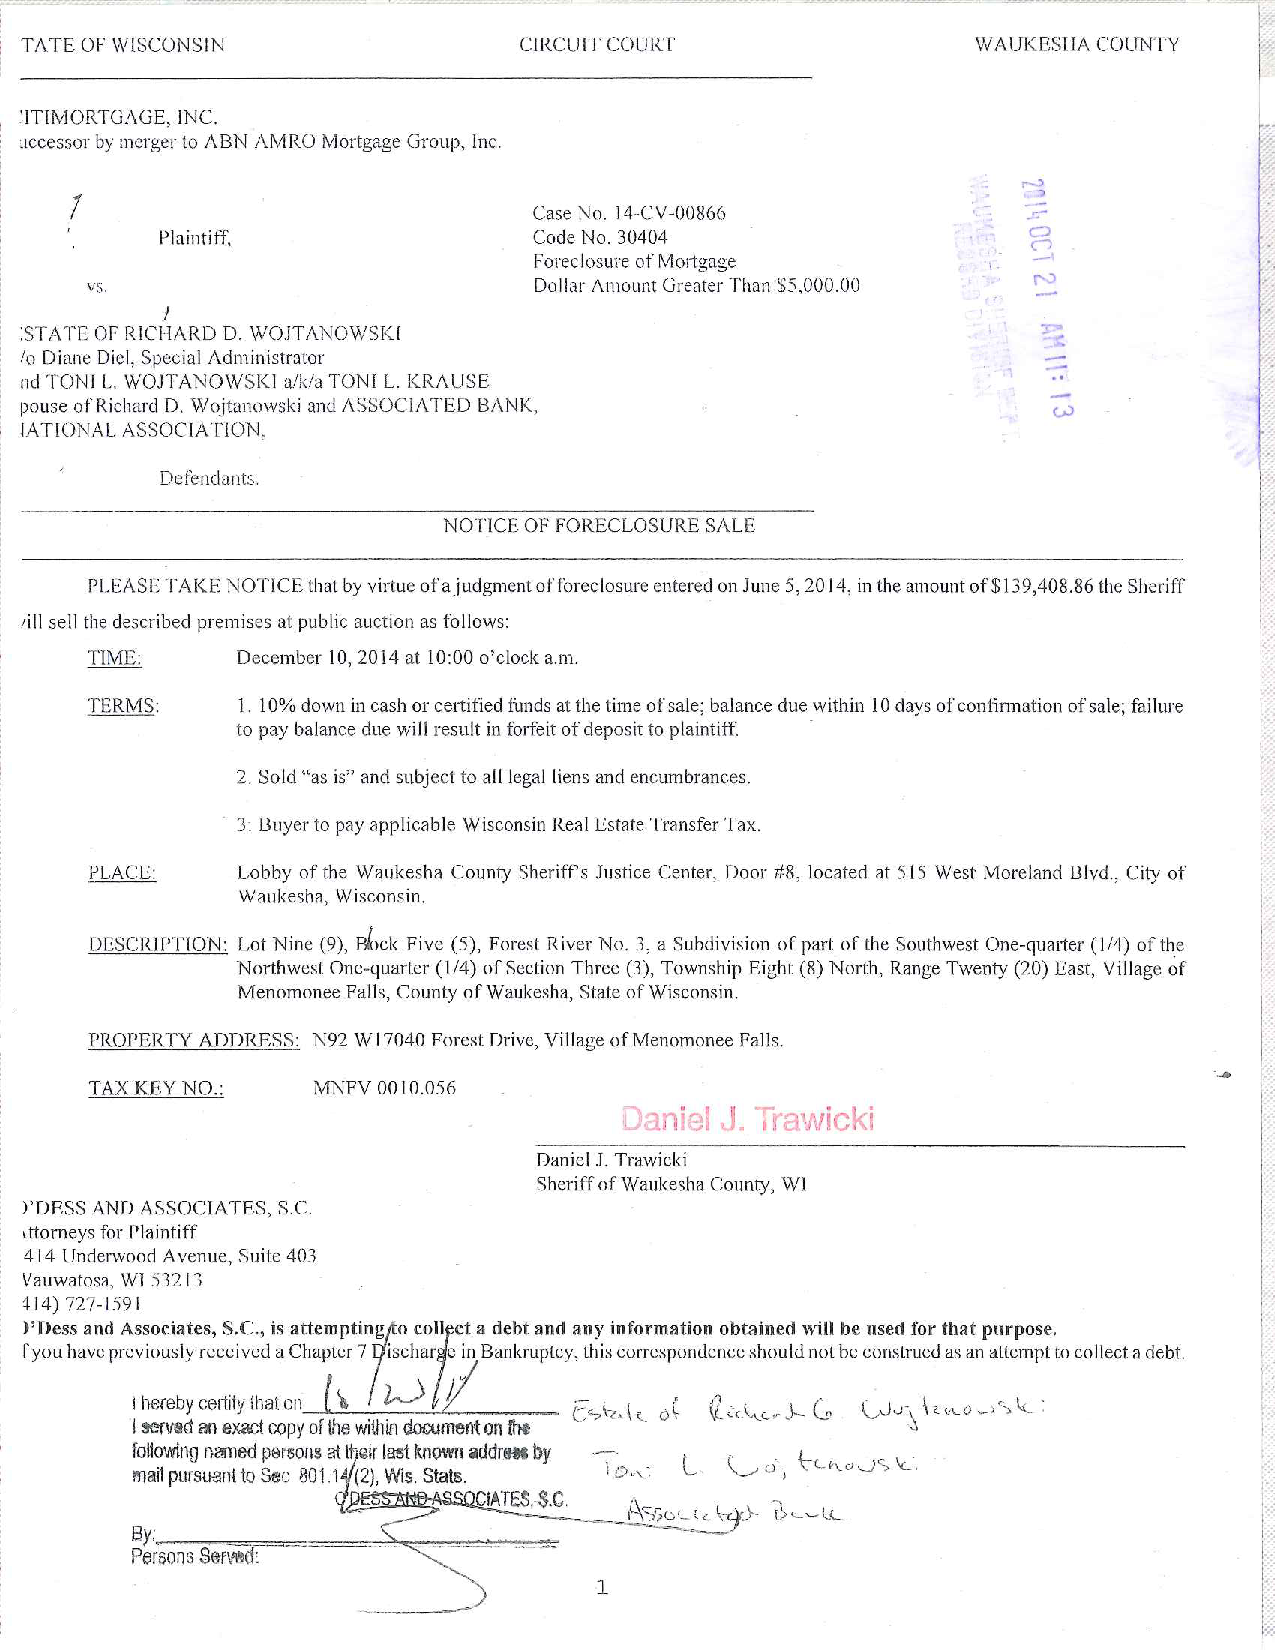 TATE OF WISCONSIN CIRCUIT COURT WAUKESHA COUNTY
ITIMORTGAGE, INC.
uccessor by merger to ABN AMRO Mortgage Group, Inc.
Case No. 14-CV-00866
Plaintiff, Code No. 30404
Foreclosure of Mortgage
vs. Dollar Amount Greater Than $5,000.00
2014 OCT 21 AM 11:13
STATE OF RICHARD D. WOJTANOWSKI
/o Diane Diel, Special Administrator
nd TONI L. WOJTANOWSKI a/k/a TONI L. KRAUSE
pouse of Richard D. Wojtanowski and ASSOCIATED BANK,
IATIONAL ASSOCIATION,
Defendants.
NOTICE OF FORECLOSURE SALE
PLEASE TAKE NOTICE that by virtue of a judgment of foreclosure entered on June 5, 2014, in the amount of $139,408.86 the Sheriff
ill sell the described premises at public auction as follows:
TIME: December 10, 2014 at 10:00 o'clock a.m.
TERMS: 1. 10% down in cash or certified funds at the time of sale; balance due within 10 days of confirmation of sale; failure
to pay balance due will result in forfeit of deposit to plaintiff.
2. Sold "as is" and subject to all legal liens and encumbrances.
3. Buyer to pay applicable Wisconsin Real Estate Transfer Tax.
PLACE: Lobby of the Waukesha County Sheriff's Justice Center, Door #8, located at 515 West Moreland Blvd., City of
Waukesha, Wisconsin.
DESCRIPTION: Lot Nine (9), Block Five (5), Forest River No. 3, a Subdivision of part of the Southwest One-quarter (1/4) of the
Northwest One-quarter (1/4) of Section Three (3), Township Eight (8) North, Range Twenty (20) East, Village of
Menomonee Falls, County of Waukesha, State of Wisconsin.
PROPERTY ADDRESS: N92 W17040 Forest Drive, Village of Menomonee Falls.
TAX KEY NO.: MNFV 0010.056
Daniel J. Trawicki
Daniel J. Trawicki
Sheriff of Waukesha County, WI
)'DESS AND ASSOCIATES, S.C.
ttorneys for Plaintiff
414 Underwood Avenue, Suite 403
Vauwatosa, WI 53213
414) 727-1591
)'Dess and Associates, S.C., is attempting to collect a debt and any information obtained will be used for that purpose.
f you have previously received a Chapter 7 Discharge in Bankruptcy, this correspondence should not be construed as an attempt to collect a debt.
I hereby certify that on
I served an exact copy of the within document on the
following named persons at their last known address by
mail pursuant to Sec 801.14(2), Wis. Stats.
O'DESS AND ASSOCIATES, S.C.
By:
Persons Served:
Estate of Richard Wojtanowski
Toni L Wojtanowski
Associated Bank
1